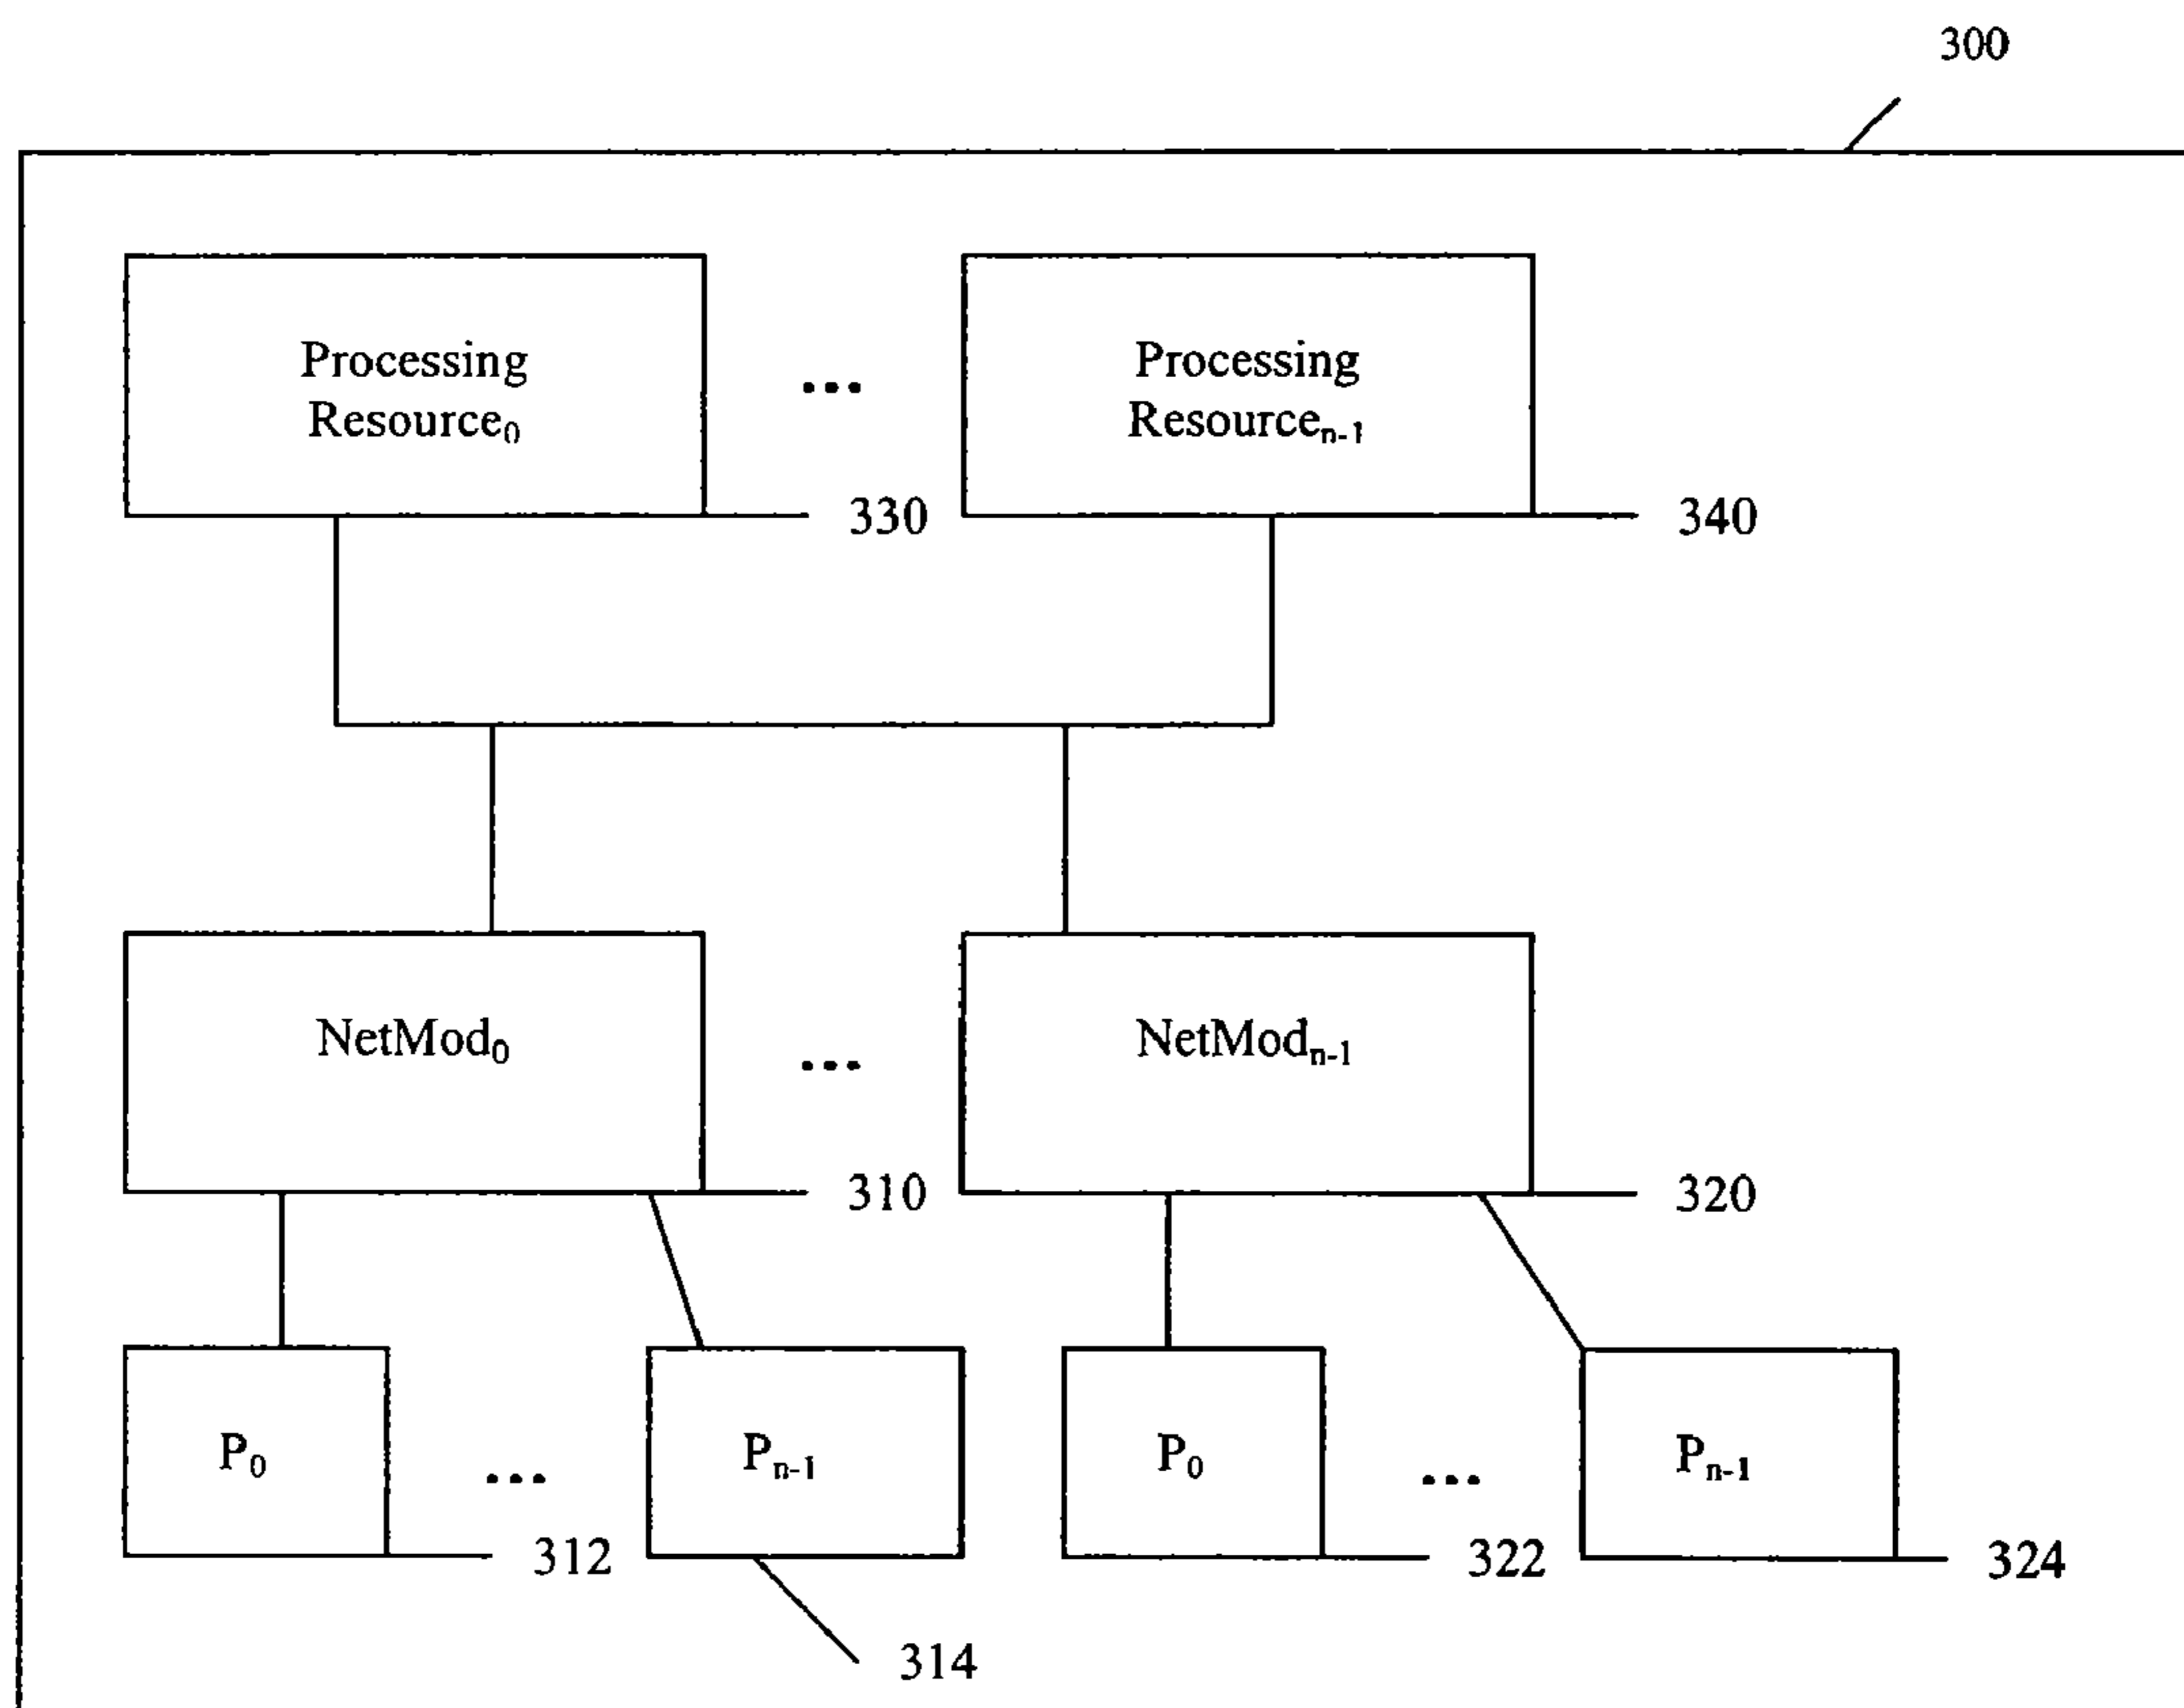 300
Processing
Resource₀
...
Processing
Resourceₙ₋₁
330
340
NetMod₀
...
NetModₙ₋₁
310
320
P₀
...
Pₙ₋₁
P₀
...
Pₙ₋₁
312
322
324
314